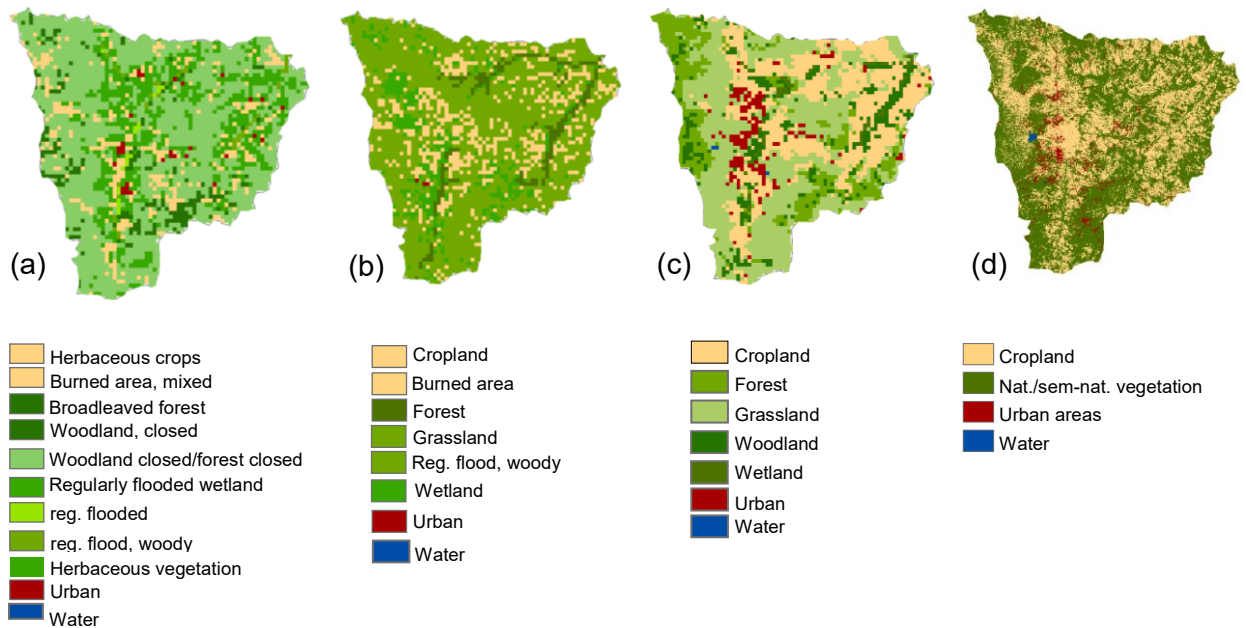 (a)
(b)
(c)
(d)
Herbaceous crops
Burned area, mixed
Broadleaved forest
Woodland, closed
Woodland closed/forest closed
Regularly flooded wetland
reg. flooded
reg. flood, woody
Herbaceous vegetation
Urban
Water
Cropland
Burned area
Forest
Grassland
Reg. flood, woody
Wetland
Urban
Water
Cropland
Forest
Grassland
Woodland
Wetland
Urban
Water
Cropland
Nat./sem-nat. vegetation
Urban areas
Water